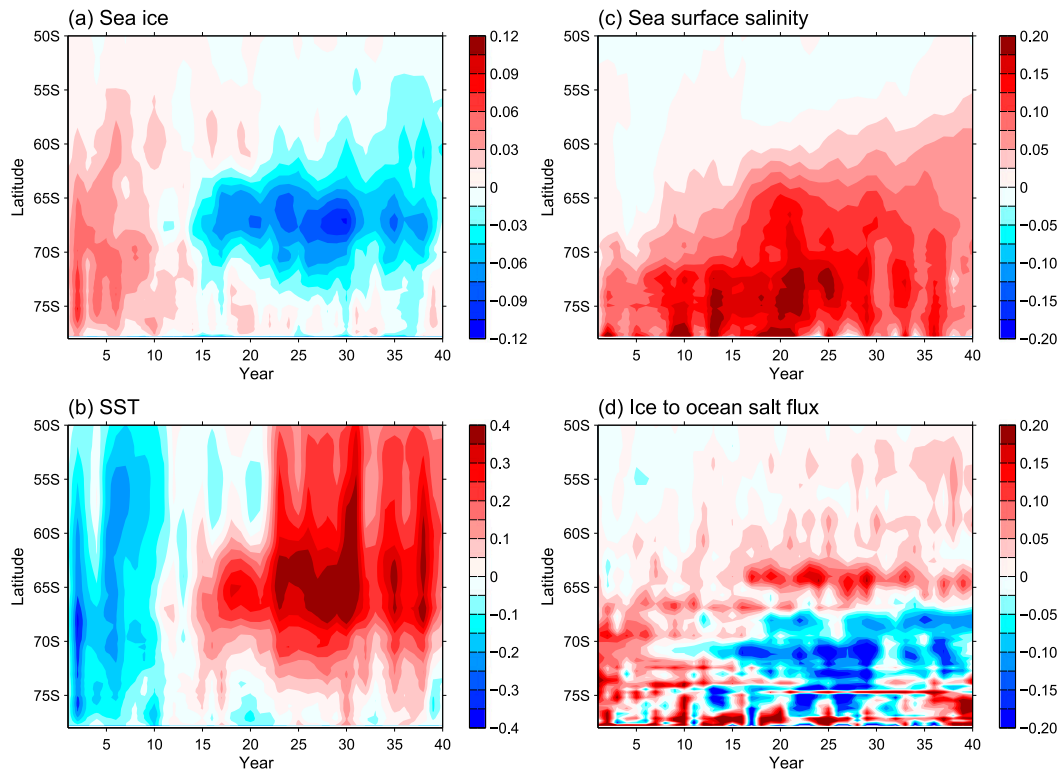 (a) Sea ice
50S
55S
60S
65S
70S
75S
Latitude
5 10 15 20 25 30 35 40
Year
0.12
0.09
0.06
0.03
0
−0.03
−0.06
−0.09
−0.12
(c) Sea surface salinity
50S
55S
60S
65S
70S
75S
Latitude
5 10 15 20 25 30 35 40
Year
0.20
0.15
0.10
0.05
0
−0.05
−0.10
−0.15
−0.20
(b) SST
50S
55S
60S
65S
70S
75S
Latitude
5 10 15 20 25 30 35 40
Year
0.4
0.3
0.2
0.1
0
−0.1
−0.2
−0.3
−0.4
(d) Ice to ocean salt flux
50S
55S
60S
65S
70S
75S
Latitude
5 10 15 20 25 30 35 40
Year
0.20
0.15
0.10
0.05
0
−0.05
−0.10
−0.15
−0.20